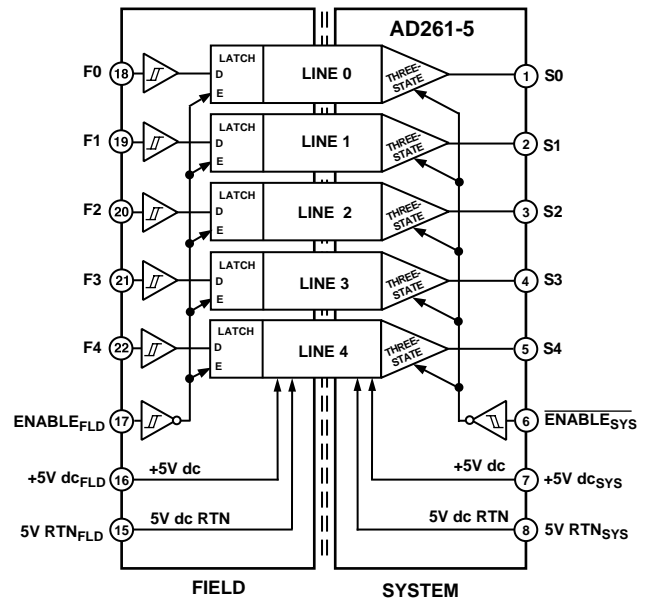 AD261-5
F0 18 LATCH D E LINE 0 THREE-STATE 1 S0
F1 19 LATCH D E LINE 1 THREE-STATE 2 S1
F2 20 LATCH D E LINE 2 THREE-STATE 3 S2
F3 21 LATCH D E LINE 3 THREE-STATE 4 S3
F4 22 LATCH D E LINE 4 THREE-STATE 5 S4
ENABLEFLD 17 6 ENABLESYS
+5V dcFLD 16 +5V dc +5V dc 7 +5V dcSYS
5V RTNFLD 15 5V dc RTN 5V dc RTN 8 5V RTNSYS
FIELD SYSTEM